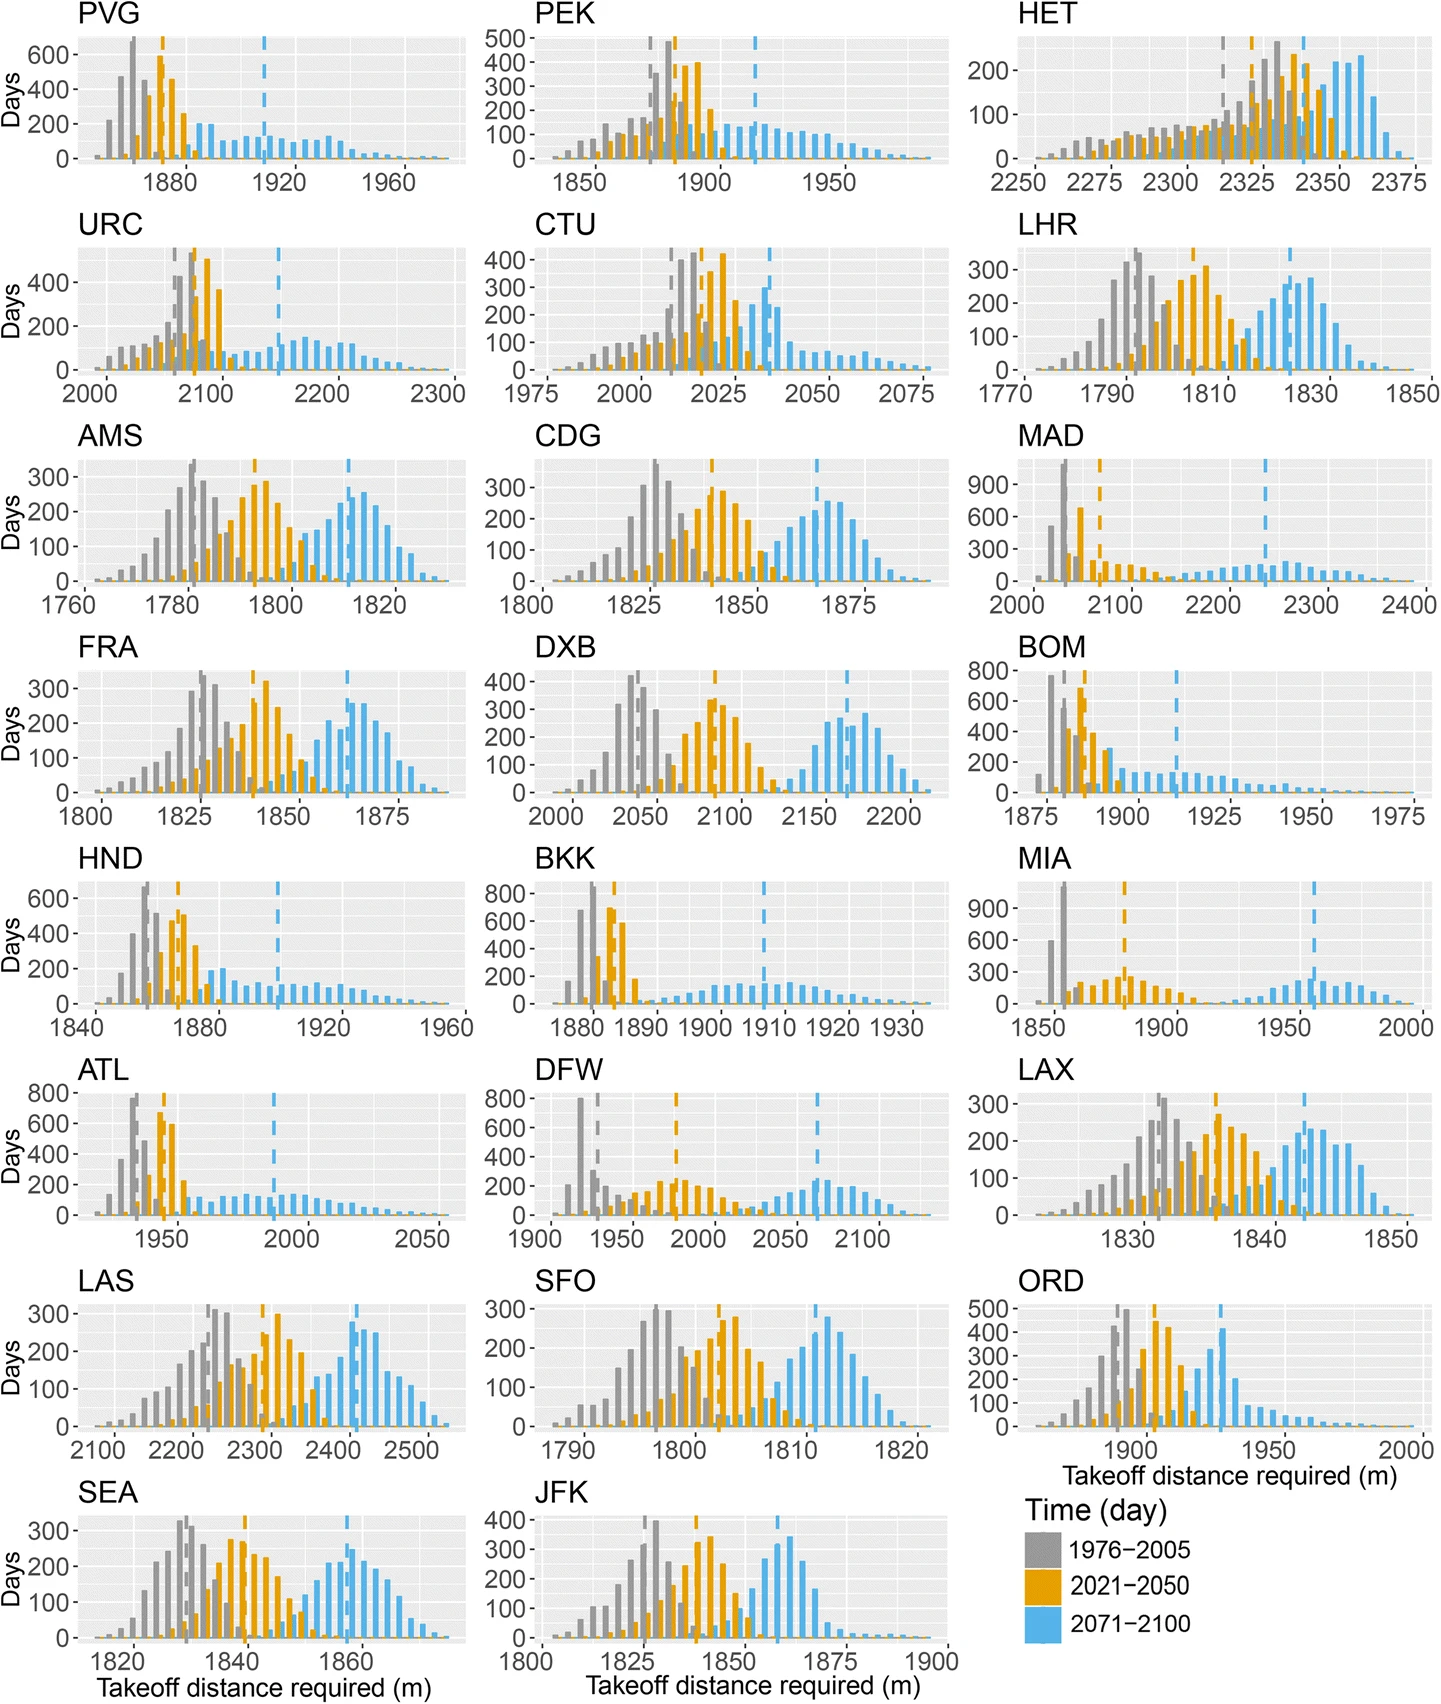 PVG PEK HET
Days
600
400
200
0
1880 1920 1960
500
400
300
200
100
0
1850 1900 1950
200
100
0
2250 2275 2300 2325 2350 2375
URC CTU LHR
Days
400
200
0
2000 2100 2200 2300
400
300
200
100
0
1975 2000 2025 2050 2075
300
200
100
0
1770 1790 1810 1830 1850
AMS CDG MAD
Days
300
200
100
0
1760 1780 1800 1820
300
200
100
0
1800 1825 1850 1875
900
600
300
0
2000 2100 2200 2300 2400
FRA DXB BOM
Days
300
200
100
0
1800 1825 1850 1875
400
300
200
100
0
2000 2050 2100 2150 2200
800
600
400
200
0
1875 1900 1925 1950 1975
HND BKK MIA
Days
600
400
200
0
1840 1880 1920 1960
800
600
400
200
0
1880 1890 1900 1910 1920 1930
900
600
300
0
1850 1900 1950 2000
ATL DFW LAX
Days
800
600
400
200
0
1950 2000 2050
800
600
400
200
0
1900 1950 2000 2050 2100
300
200
100
0
1830 1840 1850
LAS SFO ORD
Days
300
200
100
0
2100 2200 2300 2400 2500
300
200
100
0
1790 1800 1810 1820
500
400
300
200
100
0
1900 1950 2000
Takeoff distance required (m)
SEA JFK
Days
300
200
100
0
1820 1840 1860
Takeoff distance required (m)
400
300
200
100
0
1800 1825 1850 1875 1900
Takeoff distance required (m)
Time (day)
1976−2005
2021−2050
2071−2100